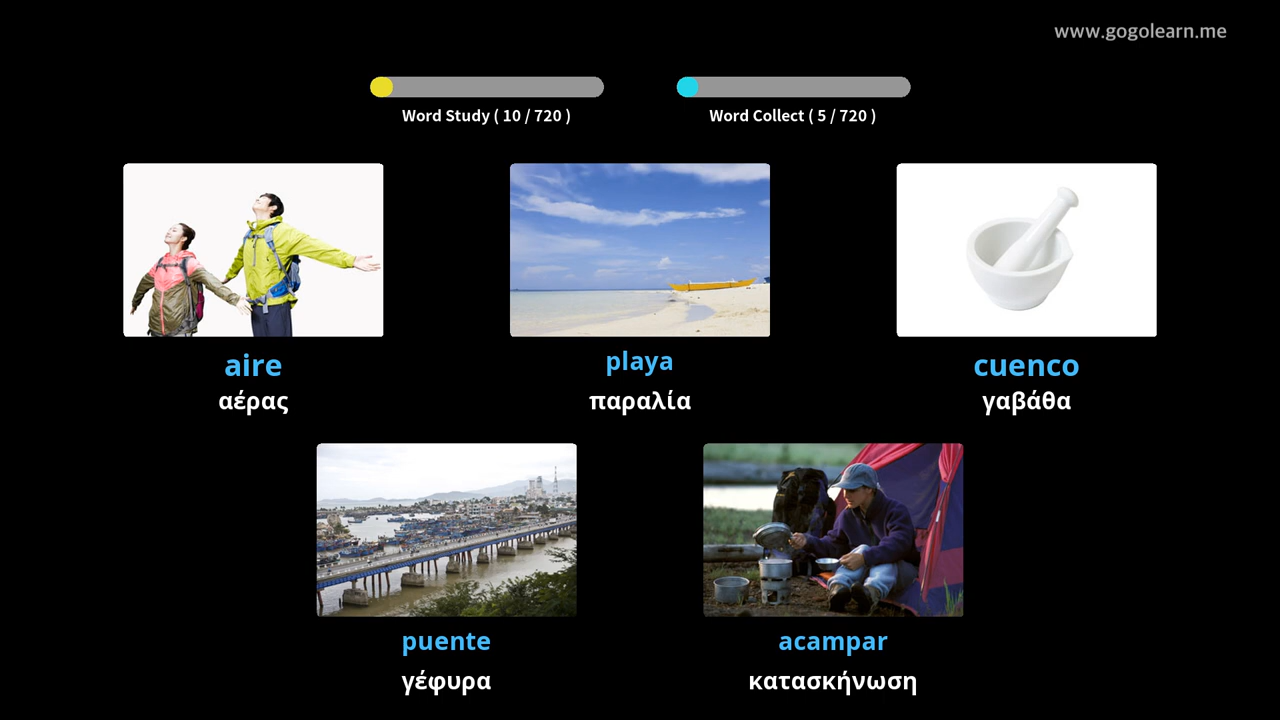 www.gogolearn.me
Word Study ( 10 / 720 )
Word Collect ( 5 / 720 )
aire
αέρας
playa
παραλία
cuenco
γαβάθα
puente
γέφυρα
acampar
κατασκήνωση